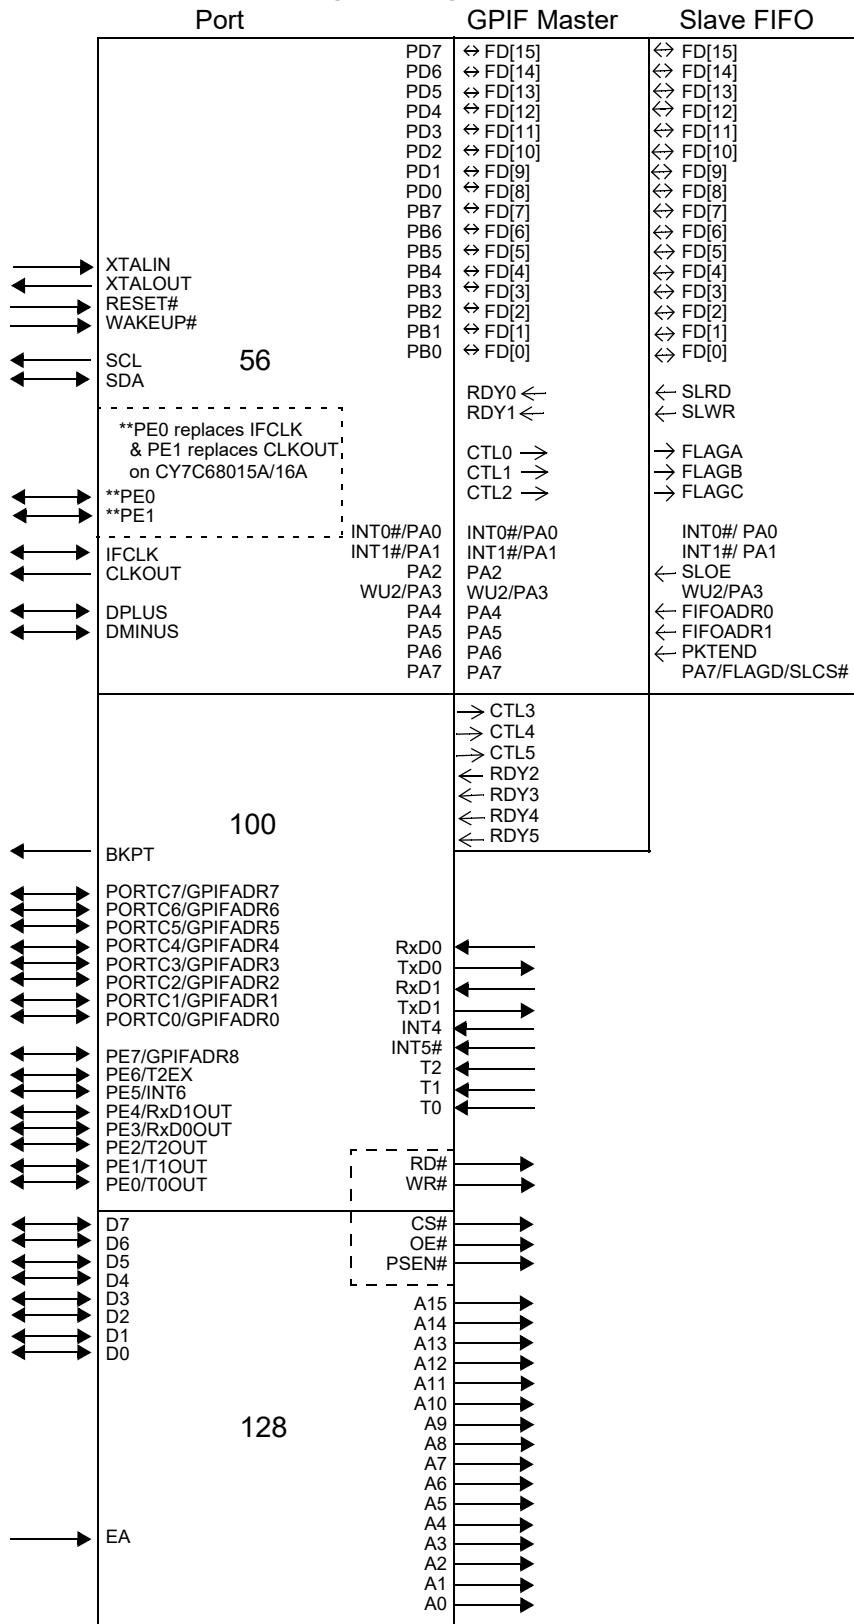 Port GPIF Master Slave FIFO
PD7 FD[15] FD[15]
PD6 FD[14] FD[14]
PD5 FD[13] FD[13]
PD4 FD[12] FD[12]
PD3 FD[11] FD[11]
PD2 FD[10] FD[10]
PD1 FD[9] FD[9]
PD0 FD[8] FD[8]
PB7 FD[7] FD[7]
PB6 FD[6] FD[6]
PB5 FD[5] FD[5]
PB4 FD[4] FD[4]
PB3 FD[3] FD[3]
PB2 FD[2] FD[2]
PB1 FD[1] FD[1]
PB0 FD[0] FD[0]
XTALIN
XTALOUT
RESET#
WAKEUP#
SCL
SDA
56
RDY0 SLRD
RDY1 SLWR
CTL0 FLAGA
CTL1 FLAGB
CTL2 FLAGC
**PE0 replaces IFCLK
& PE1 replaces CLKOUT
on CY7C68015A/16A
**PE0
**PE1
IFCLK
CLKOUT
DPLUS
DMINUS
INT0#/PA0 INT0#/PA0 INT0#/ PA0
INT1#/PA1 INT1#/PA1 INT1#/ PA1
PA2 PA2 SLOE
WU2/PA3 WU2/PA3 WU2/PA3
PA4 PA4 FIFOADR0
PA5 PA5 FIFOADR1
PA6 PA6 PKTEND
PA7 PA7 PA7/FLAGD/SLCS#
CTL3
CTL4
CTL5
RDY2
RDY3
RDY4
RDY5
100
BKPT
PORTC7/GPIFADR7
PORTC6/GPIFADR6
PORTC5/GPIFADR5
PORTC4/GPIFADR4
PORTC3/GPIFADR3
PORTC2/GPIFADR2
PORTC1/GPIFADR1
PORTC0/GPIFADR0
PE7/GPIFADR8
PE6/T2EX
PE5/INT6
PE4/RxD1OUT
PE3/RxD0OUT
PE2/T2OUT
PE1/T1OUT
PE0/T0OUT
RxD0
TxD0
RxD1
TxD1
INT4
INT5#
T2
T1
T0
RD#
WR#
CS#
OE#
PSEN#
D7
D6
D5
D4
D3
D2
D1
D0
128
EA
A15
A14
A13
A12
A11
A10
A9
A8
A7
A6
A5
A4
A3
A2
A1
A0